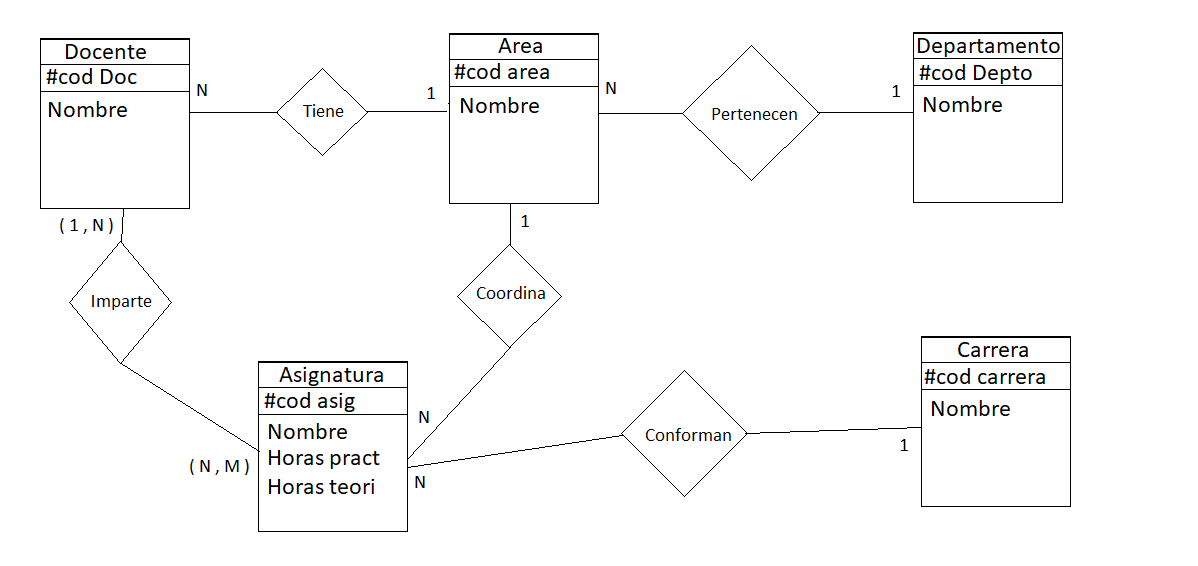 Docente
#cod Doc
Nombre
N
Tiene
1
Area
#cod area
Nombre
N
Pertenecen
1
Departamento
#cod Depto
Nombre
( 1 , N )
Imparte
1
Coordina
Asignatura
#cod asig
Nombre
Horas pract
Horas teori
( N , M )
N
N
Conforman
1
Carrera
#cod carrera
Nombre